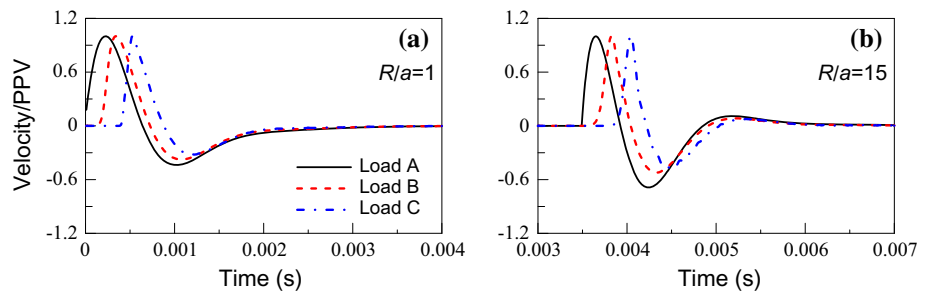 Velocity/PPV
1.2
0.6
0
-0.6
-1.2
(a)
R/a=1
Load A
Load B
Load C
0
0.001
0.002
0.003
0.004
Time (s)
1.2
0.6
0
-0.6
-1.2
(b)
R/a=15
0.003
0.004
0.005
0.006
0.007
Time (s)